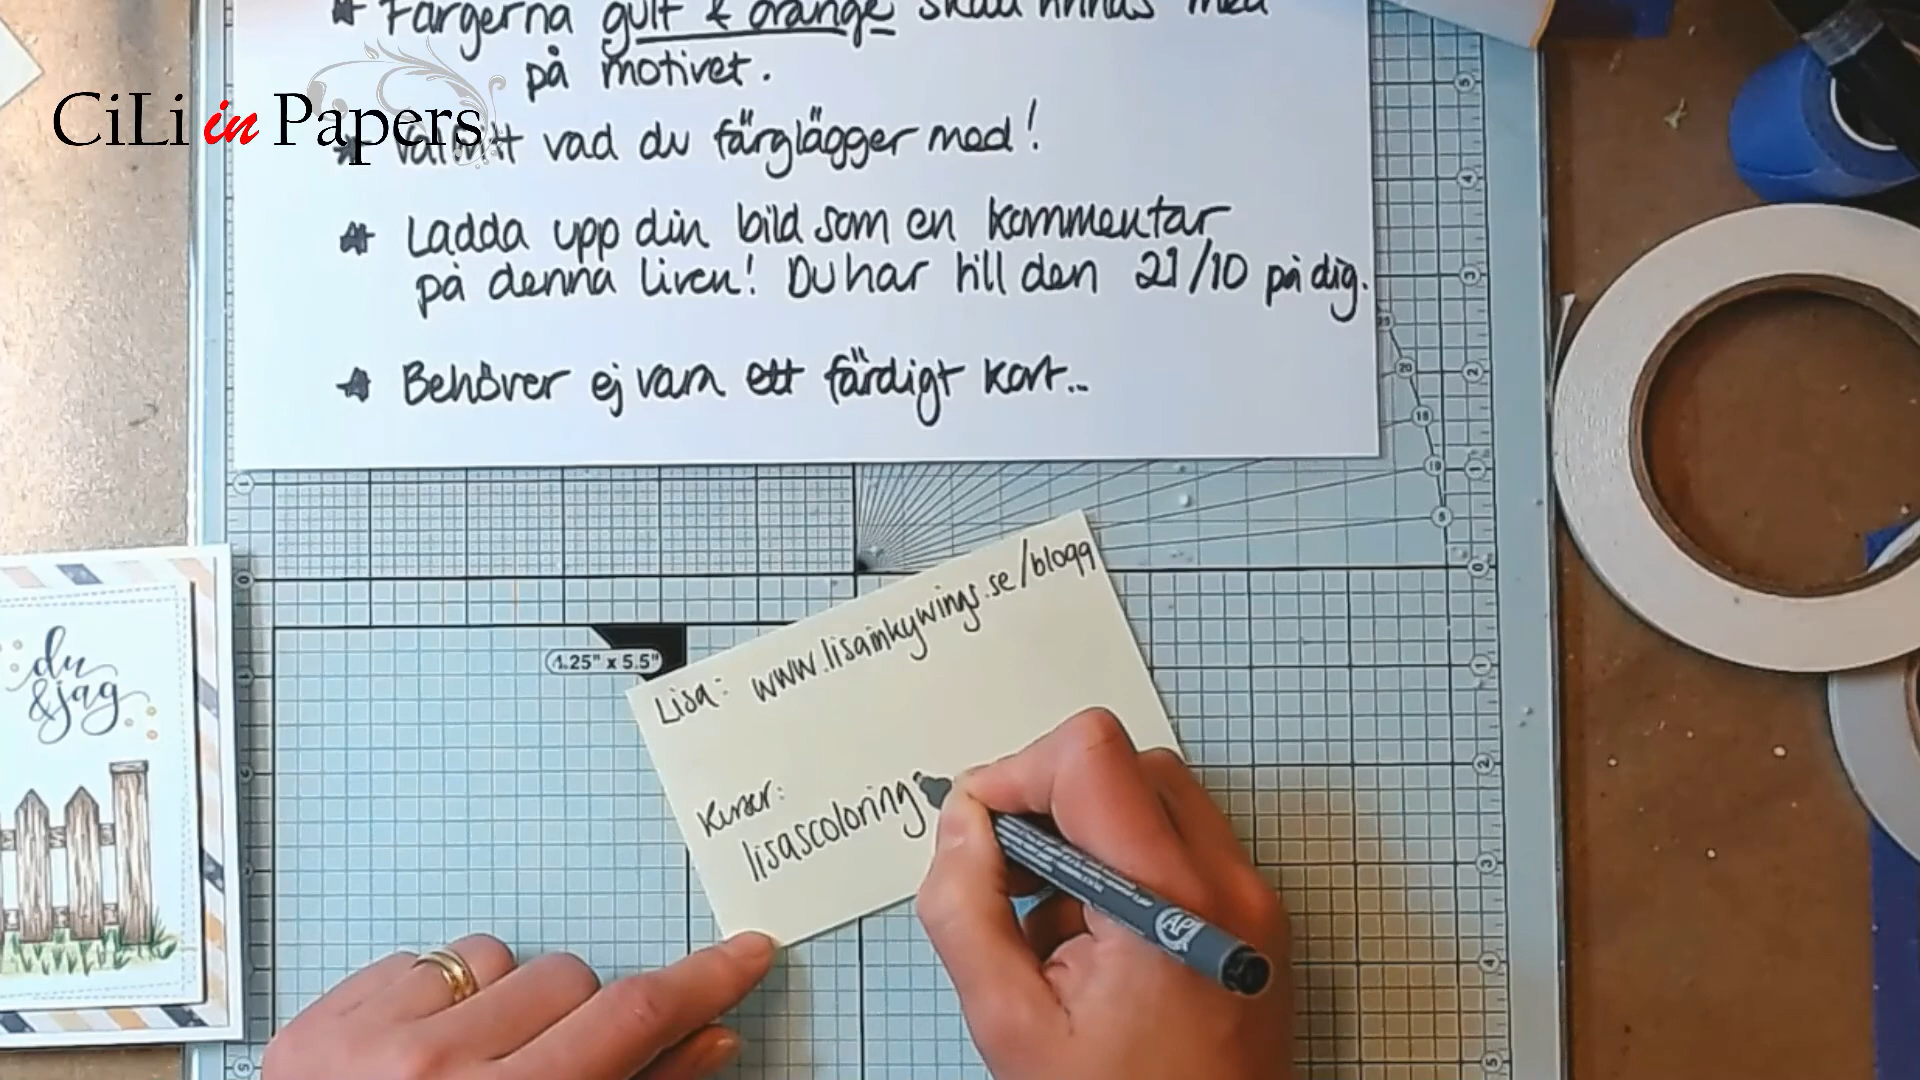 * Färgerna gult & orange skall finnas med
på motivet.
CiLi in Papers
* Valfritt vad du färglägger med!
* Ladda upp din bild som en kommentar
på denna liven! Du har till den 21/10 på dig.
* Behöver ej vara ett färdigt kort..
4.25" x 5.5"
Lisa: www.lisainkywings.se/blogg
Kurser:
lisascoloring
du
&jag